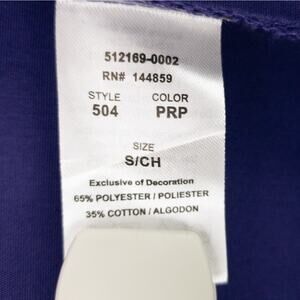 512169-0002
RN# 144859
STYLE COLOR
504 PRP
SIZE
S/CH
Exclusive of Decoration
65% POLYESTER / POLIESTER
35% COTTON / ALGODON